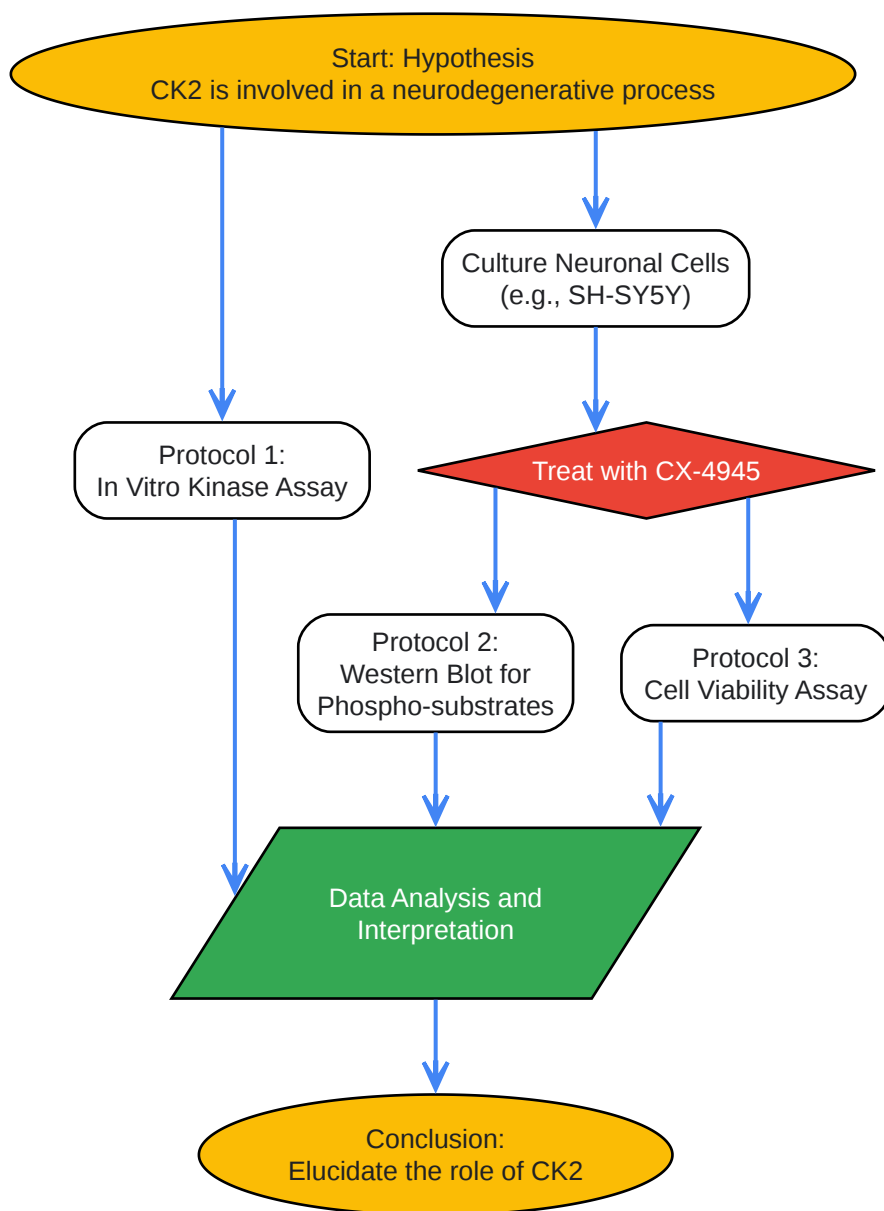 Start: Hypothesis
CK2 is involved in a neurodegenerative process
Culture Neuronal Cells
(e.g., SH-SY5Y)
Protocol 1:
In Vitro Kinase Assay
Treat with CX-4945
Protocol 2:
Western Blot for
Phospho-substrates
Protocol 3:
Cell Viability Assay
Data Analysis and
Interpretation
Conclusion:
Elucidate the role of CK2